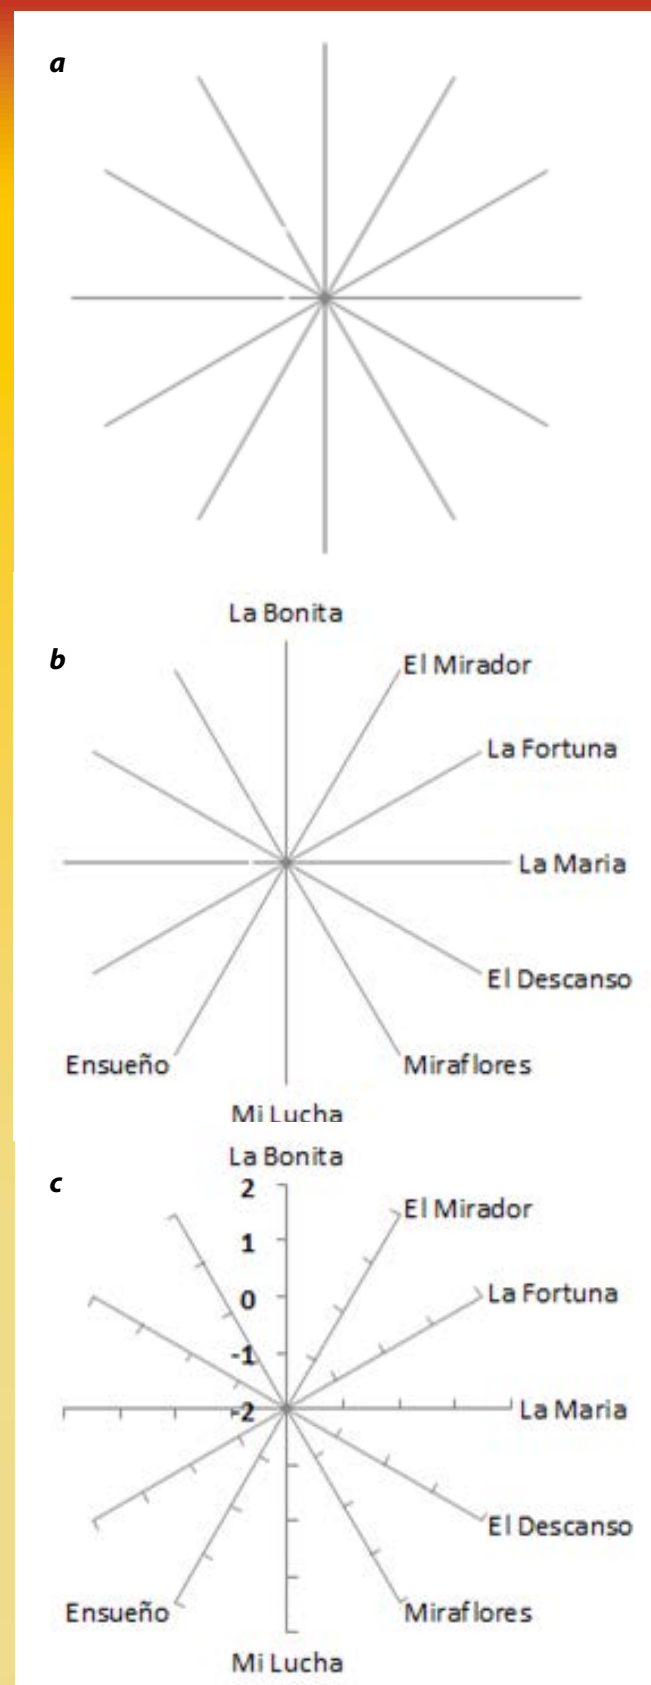 a
La Bonita
b
El Mirador
La Fortuna
La Maria
El Descanso
Ensueño
Miraflores
Mi Lucha
La Bonita
c
2
El Mirador
1
0
La Fortuna
-1
-2
La Maria
El Descanso
Ensueño
Miraflores
Mi Lucha